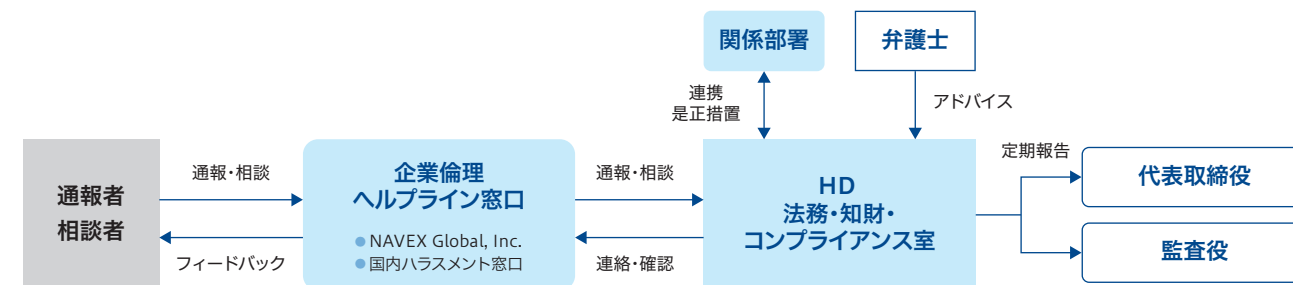 関係部署
弁護士
連携
是正措置
アドバイス
通報者
相談者
通報・相談
フィードバック
企業倫理
ヘルプライン窓口
● NAVEX Global, Inc.
● 国内ハラスメント窓口
通報・相談
連絡・確認
HD
法務・知財・
コンプライアンス室
定期報告
代表取締役
監査役